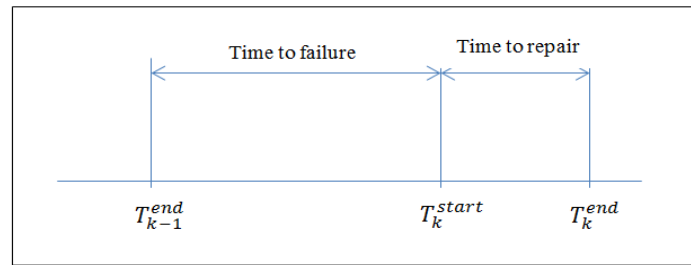 Time to failure
Time to repair
T_{k-1}^{end}
T_k^{start}
T_k^{end}